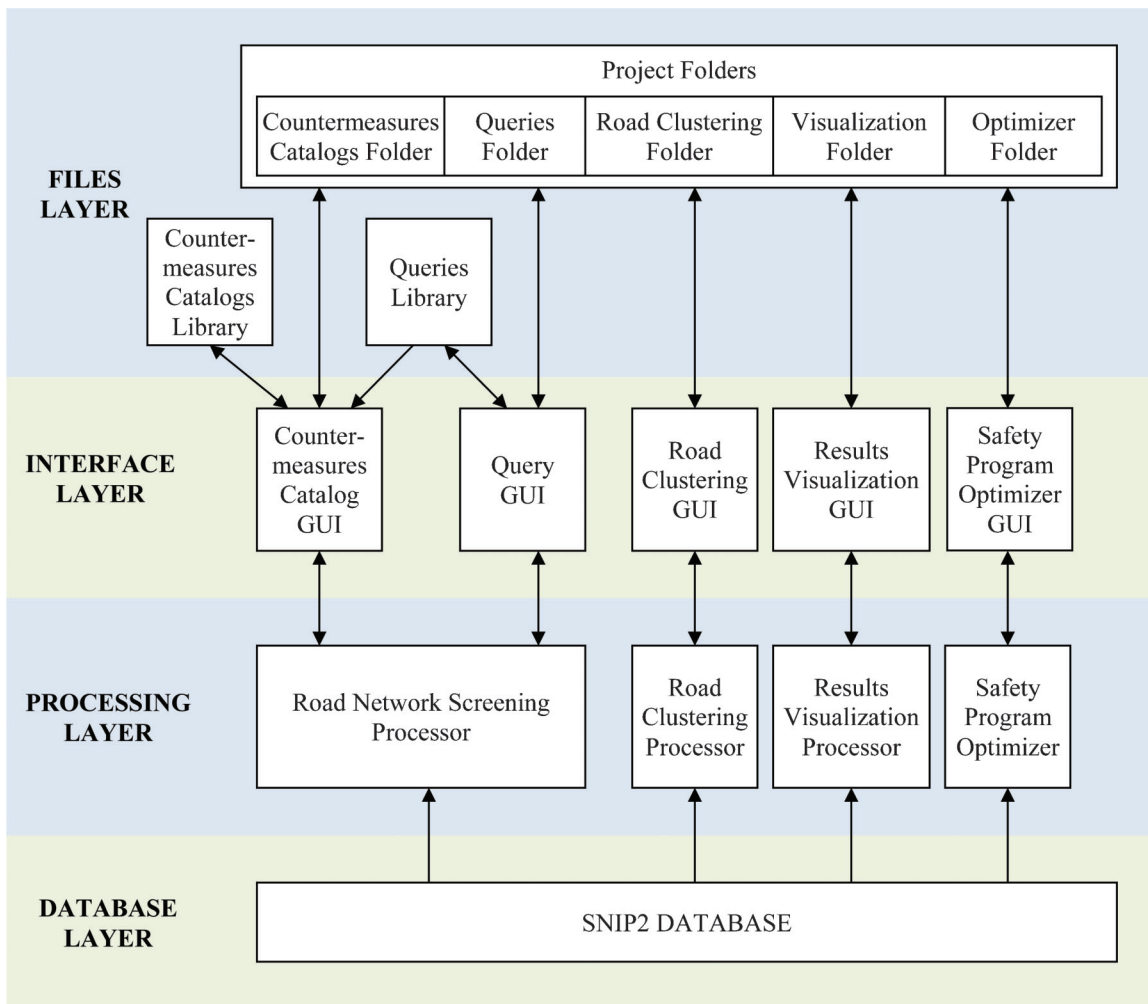 Project Folders
Countermeasures
Catalogs Folder
Queries
Folder
Road Clustering
Folder
Visualization
Folder
Optimizer
Folder
FILES
LAYER
Counter-
measures
Catalogs
Library
Queries
Library
INTERFACE
LAYER
Counter-
measures
Catalog
GUI
Query
GUI
Road
Clustering
GUI
Results
Visualization
GUI
Safety
Program
Optimizer
GUI
PROCESSING
LAYER
Road Network Screening
Processor
Road
Clustering
Processor
Results
Visualization
Processor
Safety
Program
Optimizer
DATABASE
LAYER
SNIP2 DATABASE